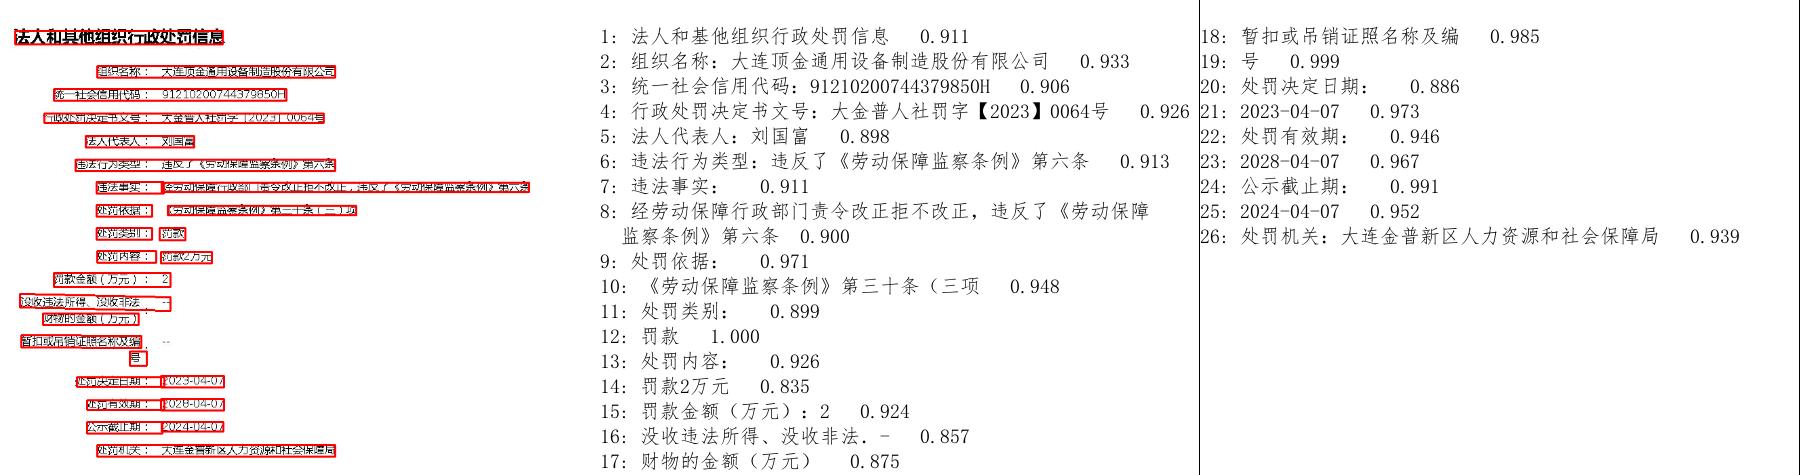 法人和其他组织行政处罚信息
组织名称： 大连顶金通用设备制造股份有限公司
统一社会信用代码： 91210200744379850H
行政处罚决定书文号： 大金普人社罚字〔2023〕0064号
法人代表人： 刘国富
违法行为类型： 违反了《劳动保障监察条例》第六条
违法事实： 经劳动保障行政部门责令改正拒不改正，违反了《劳动保障监察条例》第六条
处罚依据： 《劳动保障监察条例》第三十条（三）项
处罚类别： 罚款
处罚内容： 罚款2万元
罚款金额（万元）： 2
没收违法所得、没收非法 --
财物的金额（万元）：
暂扣或吊销证照名称及编 --
号：
处罚决定日期： 2023-04-07
处罚有效期： 2028-04-07
公示截止期： 2024-04-07
处罚机关： 大连金普新区人力资源和社会保障局
1: 法人和基他组织行政处罚信息 0.911
2: 组织名称: 大连顶金通用设备制造股份有限公司 0.933
3: 统一社会信用代码: 91210200744379850H 0.906
4: 行政处罚决定书文号: 大金普人社罚字【2023】0064号 0.926
5: 法人代表人: 刘国富 0.898
6: 违法行为类型: 违反了《劳动保障监察条例》第六条 0.913
7: 违法事实: 0.911
8: 经劳动保障行政部门责令改正拒不改正, 违反了《劳动保障
监察条例》第六条 0.900
9: 处罚依据: 0.971
10: 《劳动保障监察条例》第三十条（三项 0.948
11: 处罚类别: 0.899
12: 罚款 1.000
13: 处罚内容: 0.926
14: 罚款2万元 0.835
15: 罚款金额（万元）: 2 0.924
16: 没收违法所得、没收非法. - 0.857
17: 财物的金额（万元） 0.875
18: 暂扣或吊销证照名称及编 0.985
19: 号 0.999
20: 处罚决定日期: 0.886
21: 2023-04-07 0.973
22: 处罚有效期: 0.946
23: 2028-04-07 0.967
24: 公示截止期: 0.991
25: 2024-04-07 0.952
26: 处罚机关: 大连金普新区人力资源和社会保障局 0.939